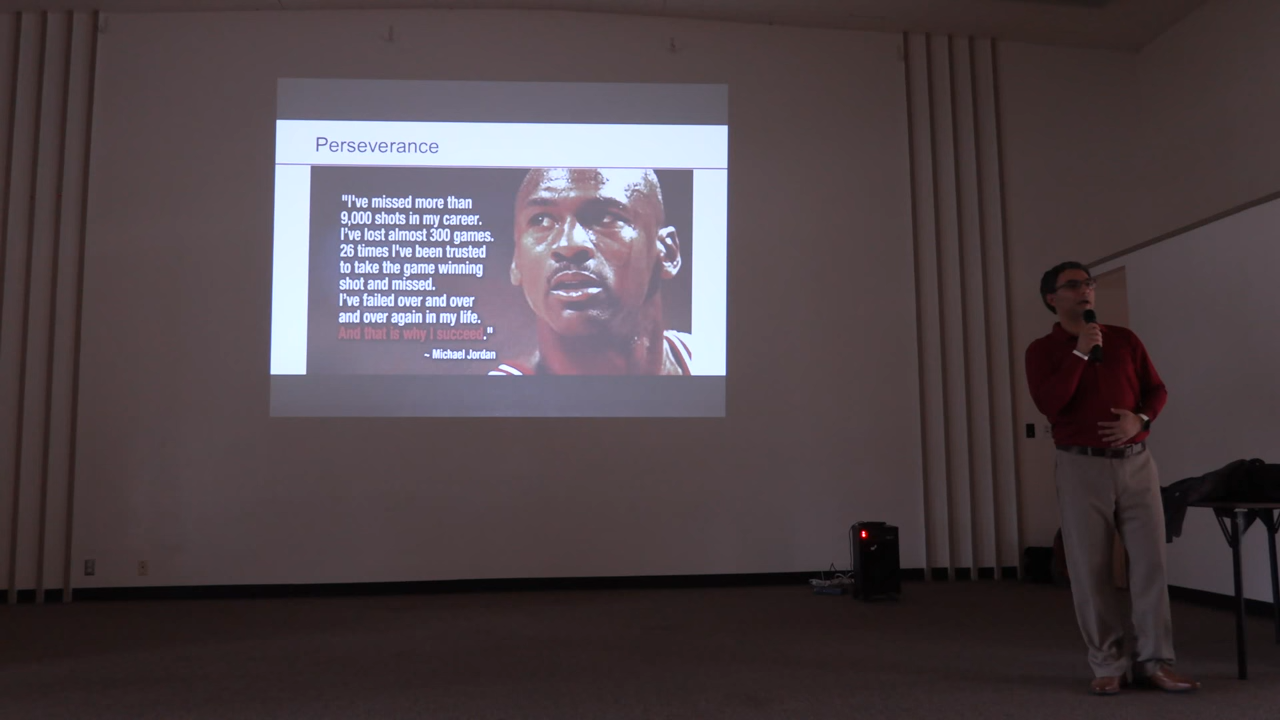 Perseverance
"I've missed more than
9,000 shots in my career.
I've lost almost 300 games.
26 times I've been trusted
to take the game winning
shot and missed.
I've failed over and over
and over again in my life.
And that is why I succeed."
~ Michael Jordan